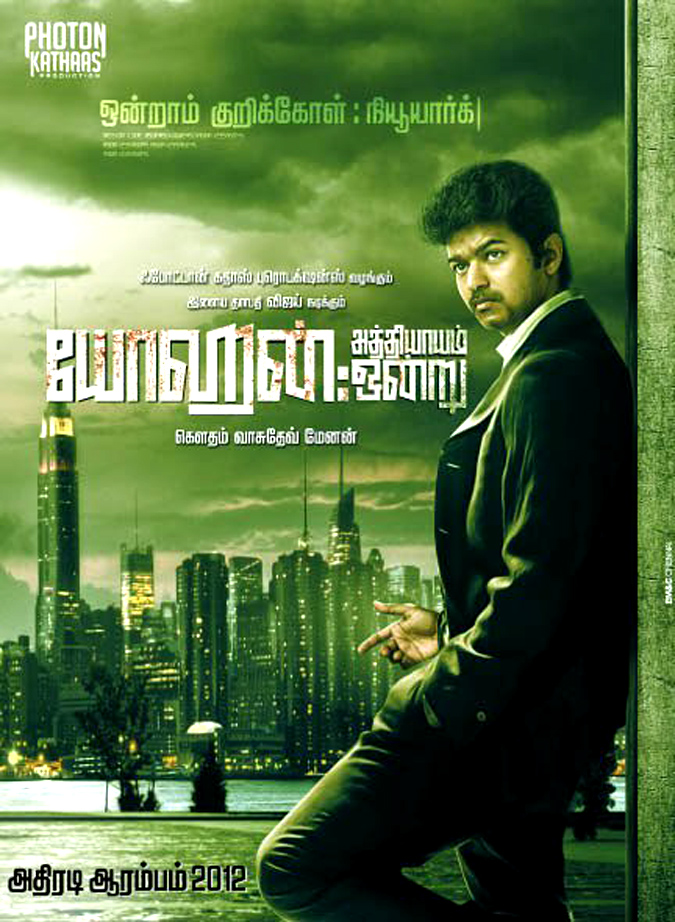 PHOTON
KATHAAS
PRODUCTION
ஒன்றாம் குறிக்கோள் : நியூயார்க்|
ஃபோட்டான் கதாஸ் புரொடக்ஷன்ஸ் வழங்கும்
இளைய தளபதி விஜய் நடிக்கும்
யோஹன்: அத்தியாயம்
ஒன்று
கௌதம் வாசுதேவ் மேனன்
அதிரடி ஆரம்பம் 2012